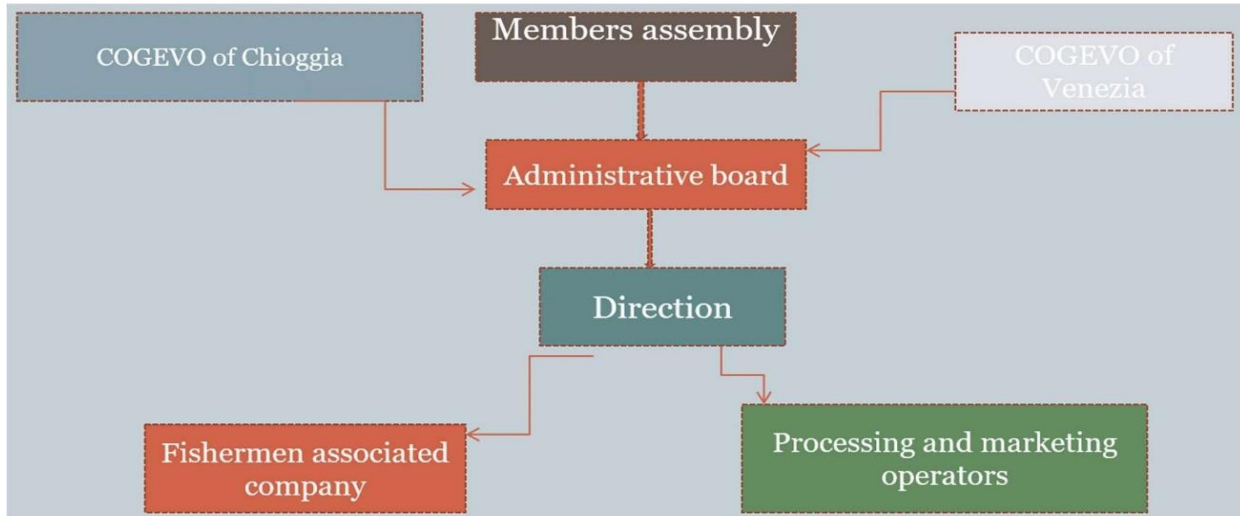 Members assembly
COGEVO of Chioggia
COGEVO of
Venezia
Administrative board
Direction
Fishermen associated
company
Processing and marketing
operators